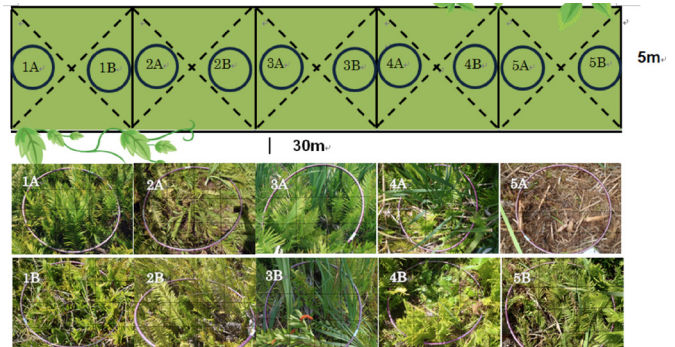 1A 1B 2A 2B 3A 3B 4A 4B 5A 5B
5m
30m
1A 2A 3A 4A 5A
1B 2B 3B 4B 5B